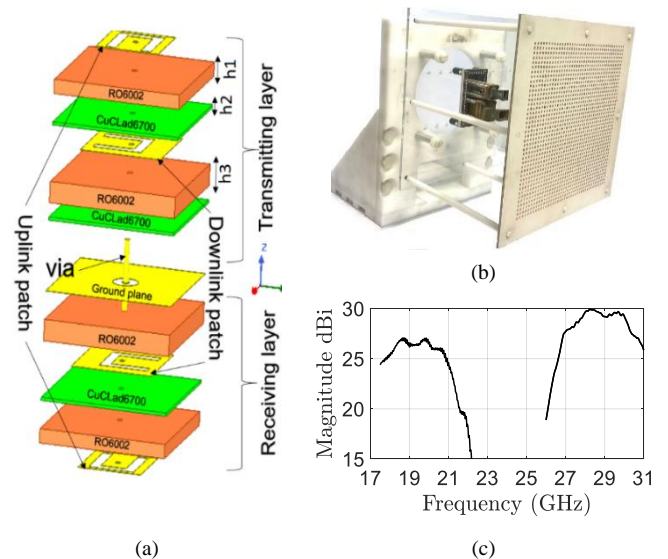 RO6002
h1
CuCLad6700
h2
RO6002
h3
CuCLad6700
Transmitting layer
Uplink patch
Downlink patch
via
z
Ground plane
RO6002
CuCLad6700
RO6002
Receiving layer
(a)
(b)
Magnitude dBi
30
25
20
15
17 19 21 23 25 27 29 31
Frequency (GHz)
(c)